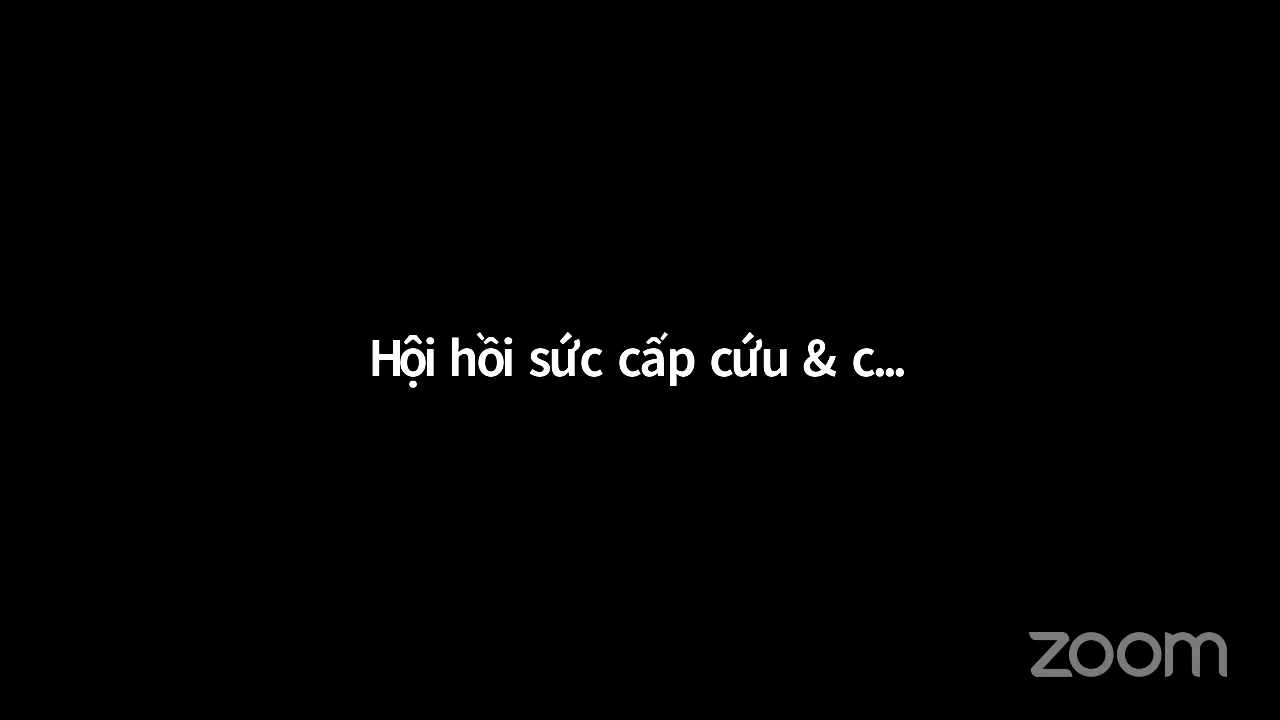 Hội hồi sức cấp cứu & c...
zoom